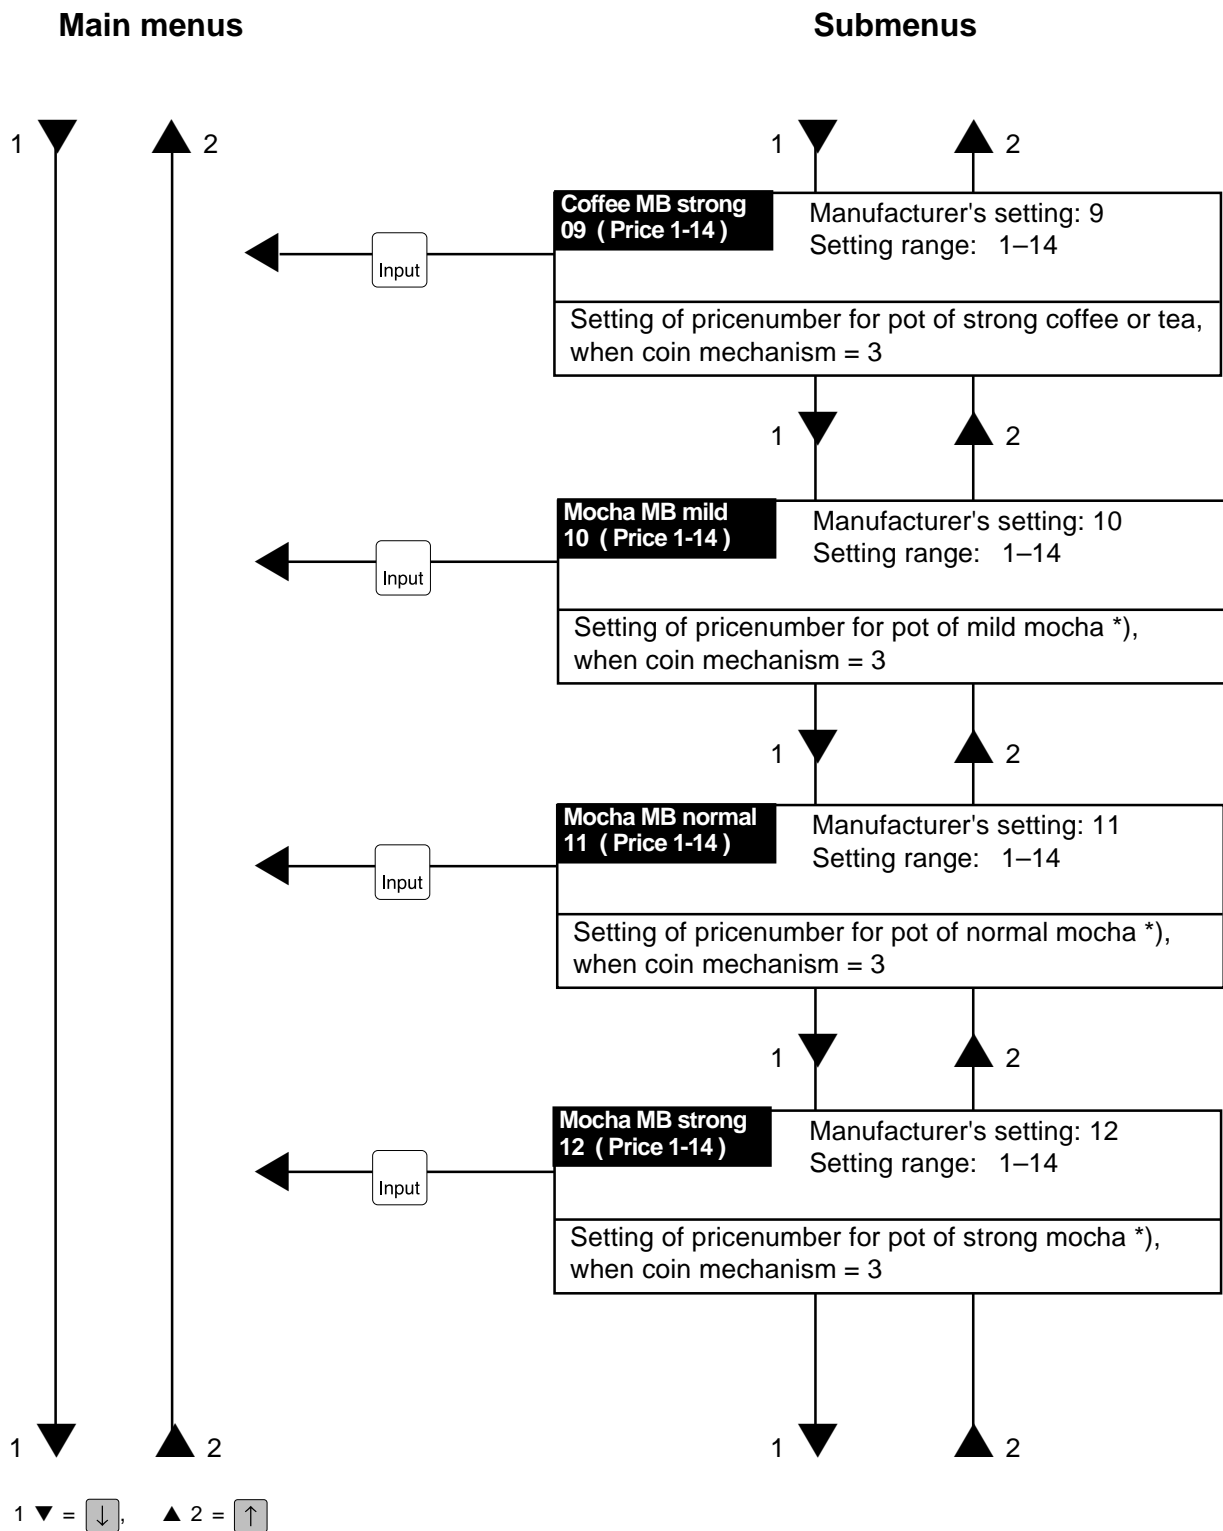 Main menus
Submenus
1
2
1
2
Coffee MB strong
09 ( Price 1-14 )
Manufacturer's setting: 9
Setting range: 1–14
Input
Setting of pricenumber for pot of strong coffee or tea,
when coin mechanism = 3
1
2
Mocha MB mild
10 ( Price 1-14 )
Manufacturer's setting: 10
Setting range: 1–14
Input
Setting of pricenumber for pot of mild mocha *),
when coin mechanism = 3
1
2
Mocha MB normal
11 ( Price 1-14 )
Manufacturer's setting: 11
Setting range: 1–14
Input
Setting of pricenumber for pot of normal mocha *),
when coin mechanism = 3
1
2
Mocha MB strong
12 ( Price 1-14 )
Manufacturer's setting: 12
Setting range: 1–14
Input
Setting of pricenumber for pot of strong mocha *),
when coin mechanism = 3
1
2
1
2
1 ▼ = ↓, ▲ 2 = ↑